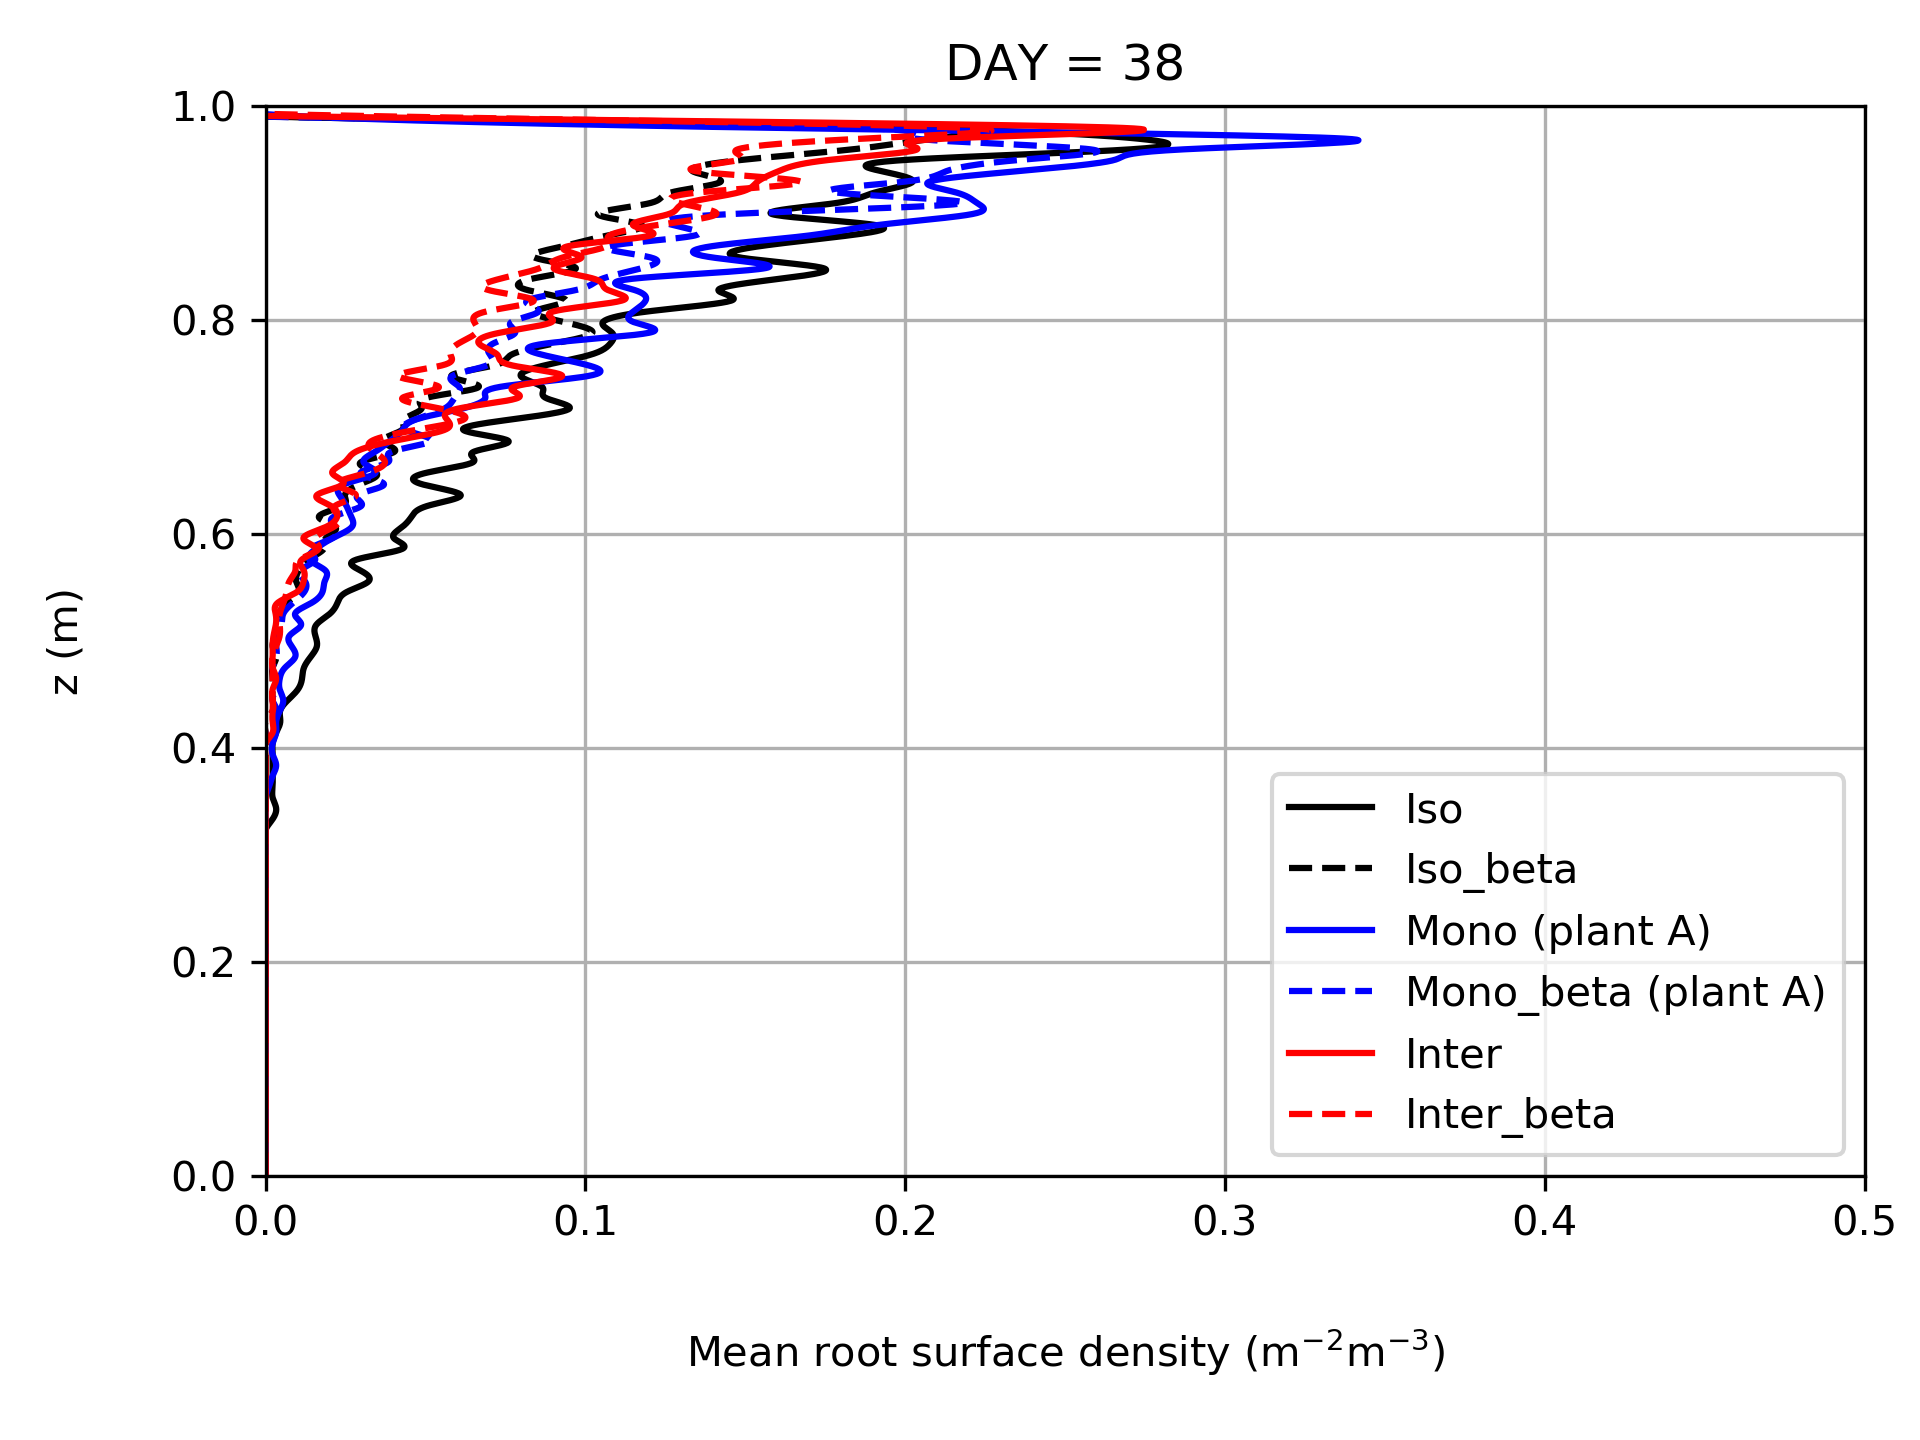 DAY = 38
1.0
0.8
0.6
0.4
0.2
0.0
z (m)
0.0 0.1 0.2 0.3 0.4 0.5
Mean root surface density (m⁻²m⁻³)
Iso
Iso_beta
Mono (plant A)
Mono_beta (plant A)
Inter
Inter_beta